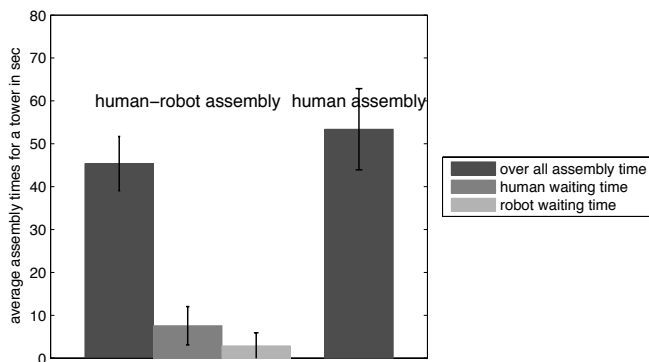 80
70
60
50
40
30
20
10
0
average assembly times for a tower in sec
human−robot assembly
human assembly
over all assembly time
human waiting time
robot waiting time